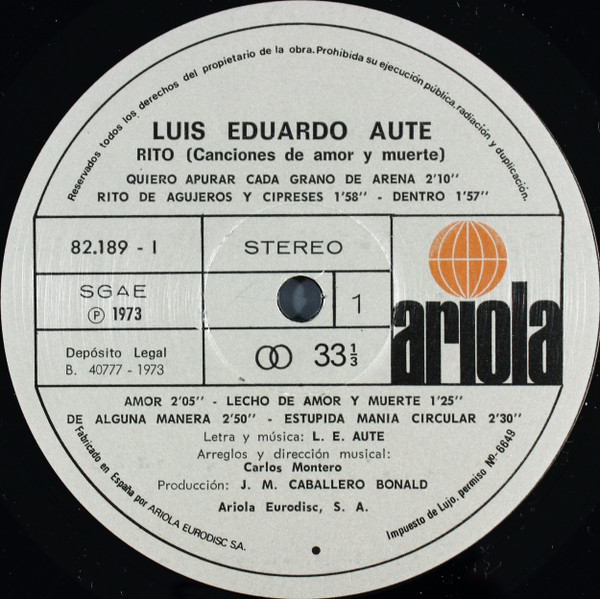 Reservados todos los derechos del propietario de la obra. Prohibida su ejecución pública, radiación y duplicación.
LUIS EDUARDO AUTE
RITO (Canciones de amor y muerte)
QUIERO APURAR CADA GRANO DE ARENA 2'10''
RITO DE AGUJEROS Y CIPRESES 1'58'' - DENTRO 1'57''
82.189 - I
STEREO
SGAE
℗ 1973
1
ariola
Depósito Legal
B. 40777 - 1973
33 1/3
AMOR 2'05'' - LECHO DE AMOR Y MUERTE 1'25''
DE ALGUNA MANERA 2'50'' - ESTUPIDA MANIA CIRCULAR 2'30''
Letra y música: L. E. AUTE
Arreglos y dirección musical:
Carlos Montero
Producción: J. M. CABALLERO BONALD
Ariola Eurodisc, S. A.
Fabricado en España por ARIOLA EURODISC S.A.
Impuesto de Lujo, permiso Nº 6649